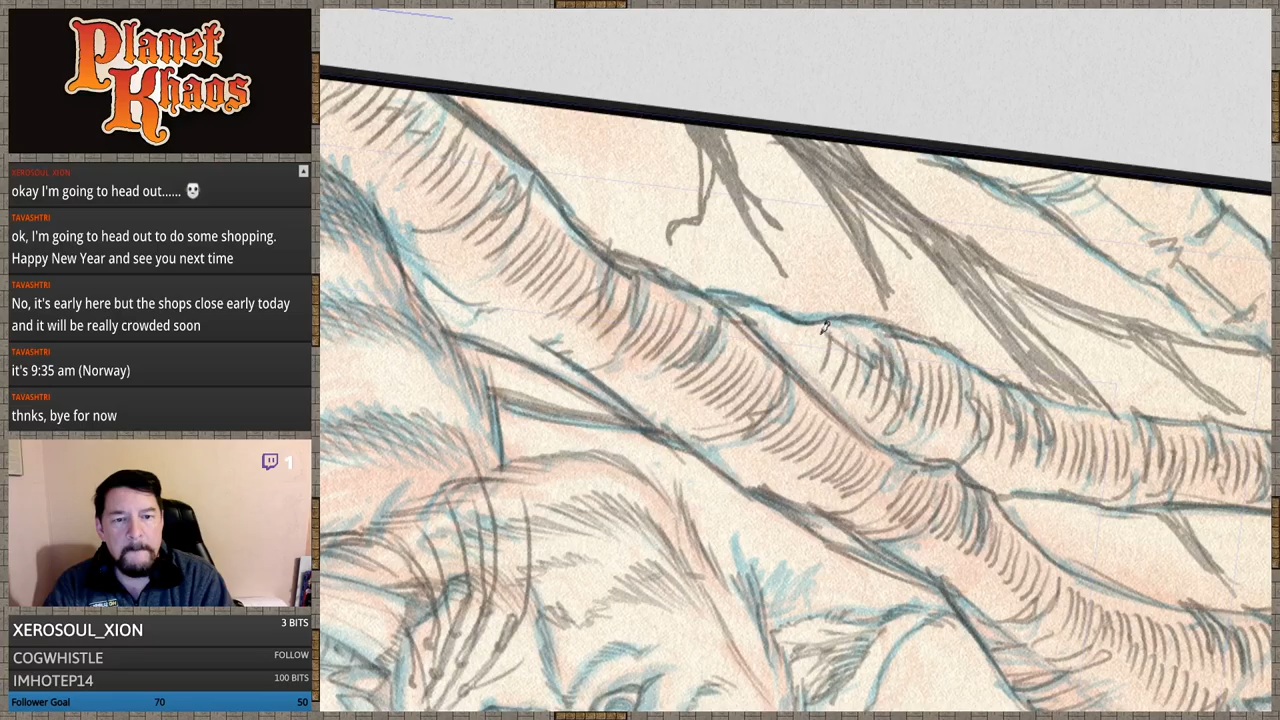 Planet
Khaos
XEROSOUL_XION
okay I'm going to head out......
TAVASHTRI
ok, I'm going to head out to do some shopping.
Happy New Year and see you next time
TAVASHTRI
No, it's early here but the shops close early today
and it will be really crowded soon
TAVASHTRI
it's 9:35 am (Norway)
TAVASHTRI
thnks, bye for now
1
XEROSOUL_XION 3 BITS
COGWHISTLE FOLLOW
IMHOTEP14 100 BITS
Follower Goal 70 50